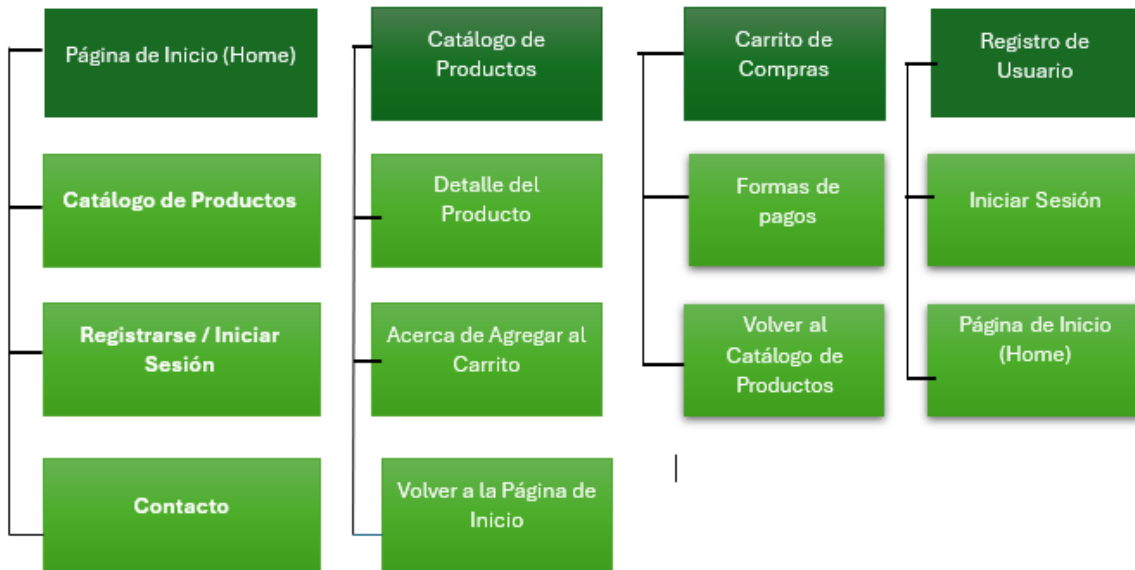 Página de Inicio (Home)
Catálogo de Productos
Registrarse / Iniciar
Sesión
Contacto
Catálogo de
Productos
Detalle del
Producto
Acerca de Agregar al
Carrito
Volver a la Página de
Inicio
Carrito de
Compras
Formas de
pagos
Volver al
Catálogo de
Productos
Registro de
Usuario
Iniciar Sesión
Página de Inicio
(Home)